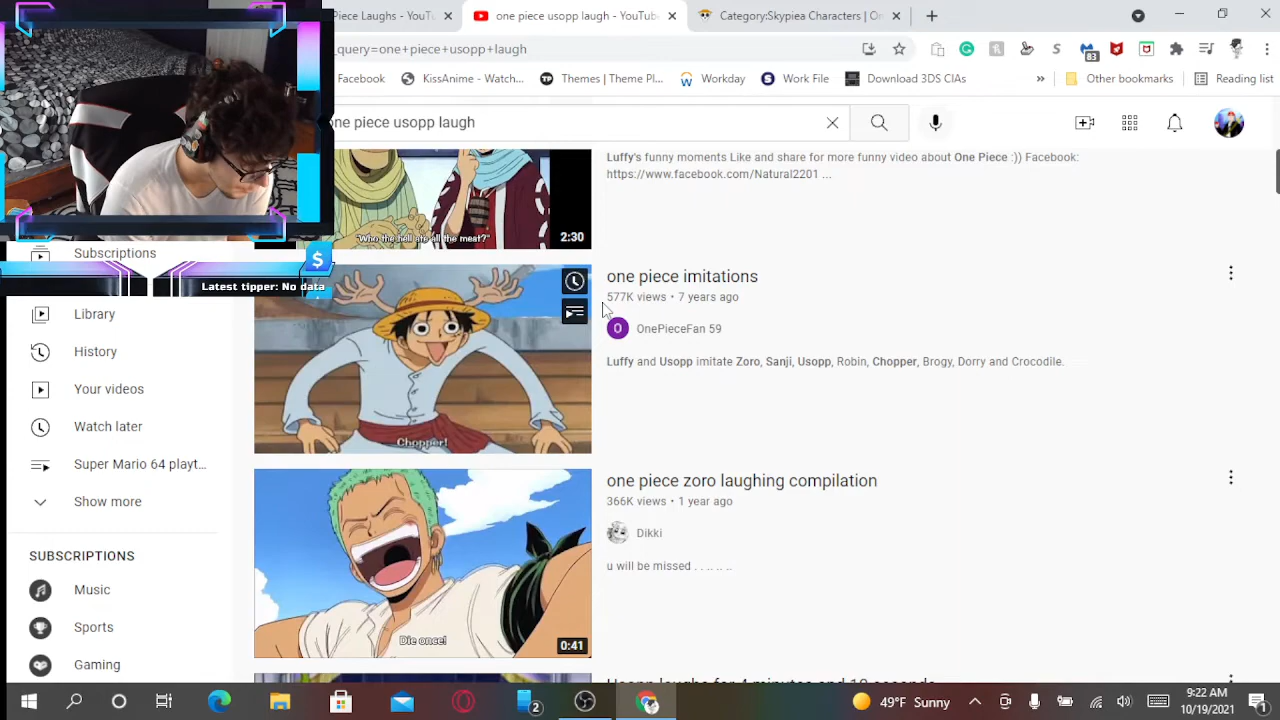 Piece Laughs - YouTu
one piece usopp laugh - YouTub
Category:Skypiea Characters | On
_query=one+piece+usopp+laugh
83
Facebook
KissAnime - Watch...
Themes | Theme Pl...
Workday
Work File
Download 3DS CIAs
»
Other bookmarks
Reading list
ne piece usopp laugh
Luffy's funny moments Like and share for more funny video about One Piece :)) Facebook:
https://www.facebook.com/Natural2201 ...
"Who the hell ate all the meat?"
2:30
Subscriptions
$
Latest tipper: No data
Library
History
Your videos
Watch later
Super Mario 64 playt...
Show more
SUBSCRIPTIONS
Music
Sports
Gaming
Chopper!
one piece imitations
577K views • 7 years ago
O OnePieceFan 59
Luffy and Usopp imitate Zoro, Sanji, Usopp, Robin, Chopper, Brogy, Dorry and Crocodile.
Die once!
0:41
one piece zoro laughing compilation
366K views • 1 year ago
Dikki
u will be missed . . .. .. ..
2
49°F Sunny
9:22 AM
10/19/2021
1